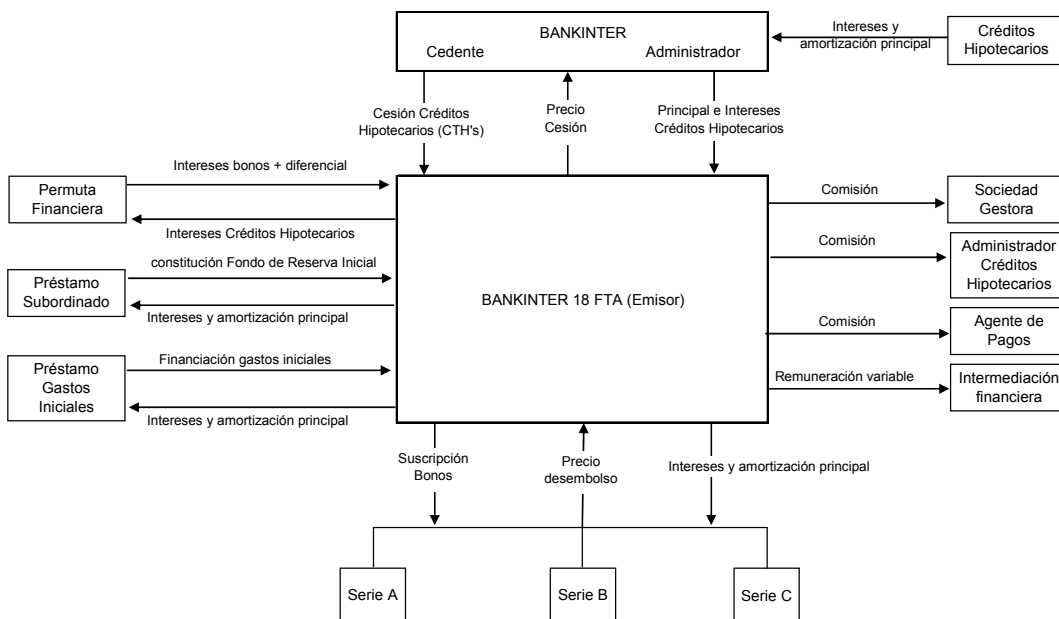 BANKINTER
Cedente
Administrador
Intereses y
amortización principal
Créditos
Hipotecarios
Cesión Créditos
Hipotecarios (CTH's)
Precio
Cesión
Principal e Intereses
Créditos Hipotecarios
Permuta
Financiera
Intereses bonos + diferencial
Intereses Créditos Hipotecarios
Préstamo
Subordinado
constitución Fondo de Reserva Inicial
Intereses y amortización principal
Préstamo
Gastos
Iniciales
Financiación gastos iniciales
Intereses y amortización principal
BANKINTER 18 FTA (Emisor)
Comisión
Sociedad
Gestora
Comisión
Administrador
Créditos
Hipotecarios
Comisión
Agente de
Pagos
Remuneración variable
Intermediación
financiera
Suscripción
Bonos
Precio
desembolso
Intereses y amortización principal
Serie A
Serie B
Serie C